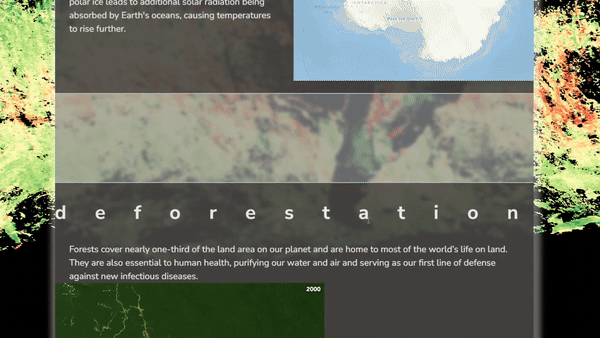 polar ice leads to additional solar radiation being
absorbed by Earth's oceans, causing temperatures
to rise further.
ANTARCTICA
deforestation
Forests cover nearly one-third of the land area on our planet and are home to most of the world's life on land.
They are also essential to human health, purifying our water and air and serving as our first line of defense
against new infectious diseases.
2000